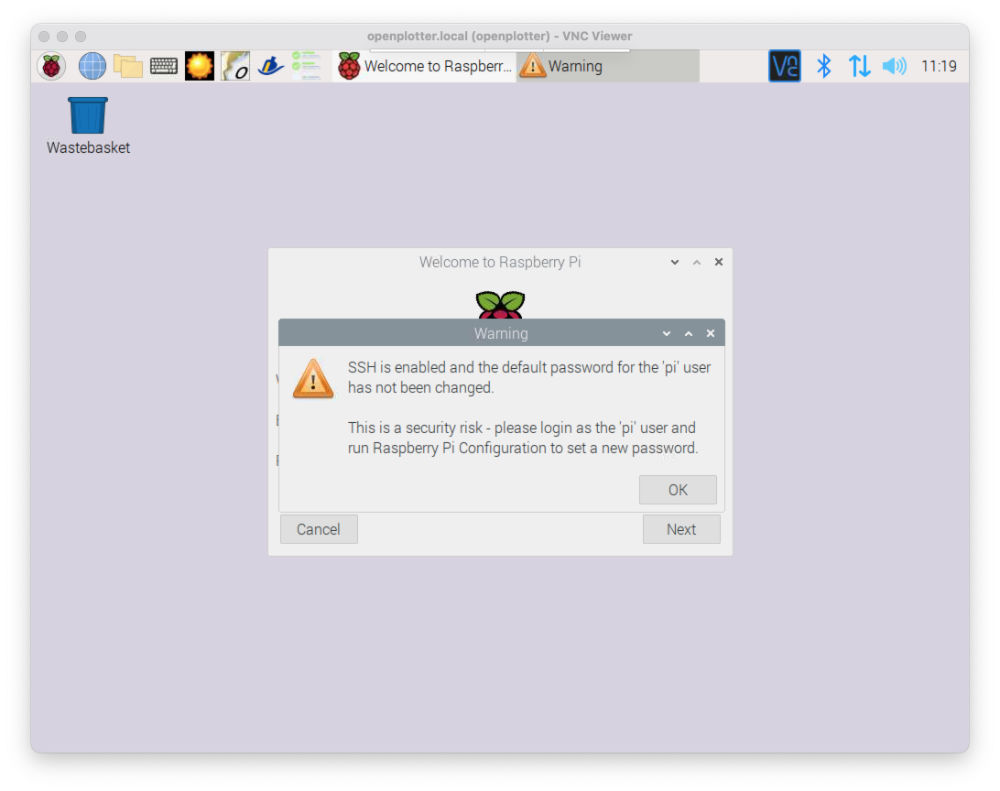 openplotter.local (openplotter) - VNC Viewer
Welcome to Raspberr...
Warning
11:19
Wastebasket
Welcome to Raspberry Pi
Warning
SSH is enabled and the default password for the 'pi' user
has not been changed.
This is a security risk - please login as the 'pi' user and
run Raspberry Pi Configuration to set a new password.
OK
Cancel
Next